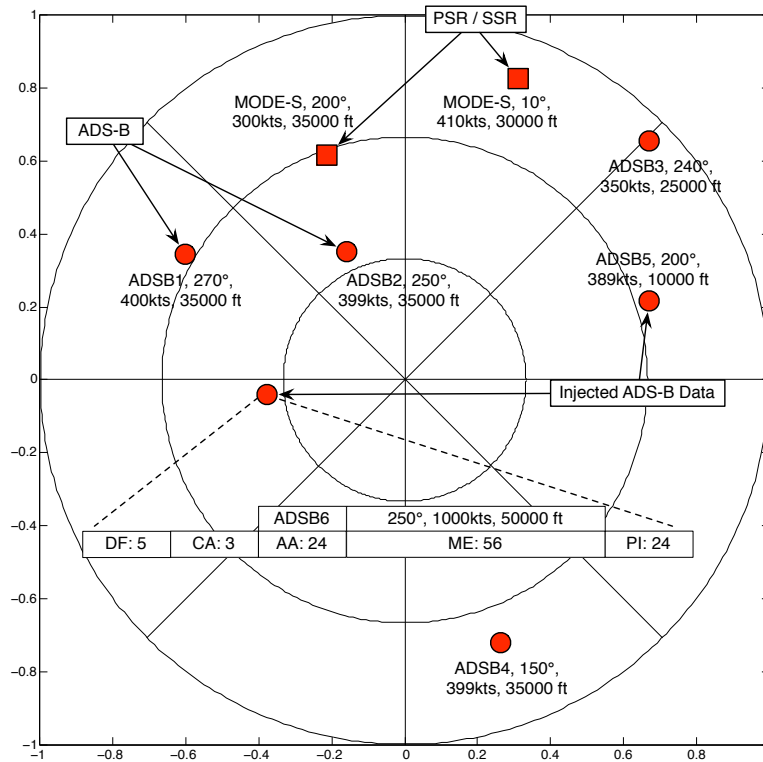 PSR / SSR
1
0.8
MODE-S, 200°,
300kts, 35000 ft
MODE-S, 10°,
410kts, 30000 ft
ADS-B
0.6
ADSB3, 240°,
350kts, 25000 ft
0.4
ADSB1, 270°,
400kts, 35000 ft
ADSB2, 250°,
399kts, 35000 ft
ADSB5, 200°,
389kts, 10000 ft
0.2
0
Injected ADS-B Data
−0.2
−0.4
ADSB6
250°, 1000kts, 50000 ft
DF: 5
CA: 3
AA: 24
ME: 56
PI: 24
−0.6
−0.8
ADSB4, 150°,
399kts, 35000 ft
−1
−1 −0.8 −0.6 −0.4 −0.2 0 0.2 0.4 0.6 0.8